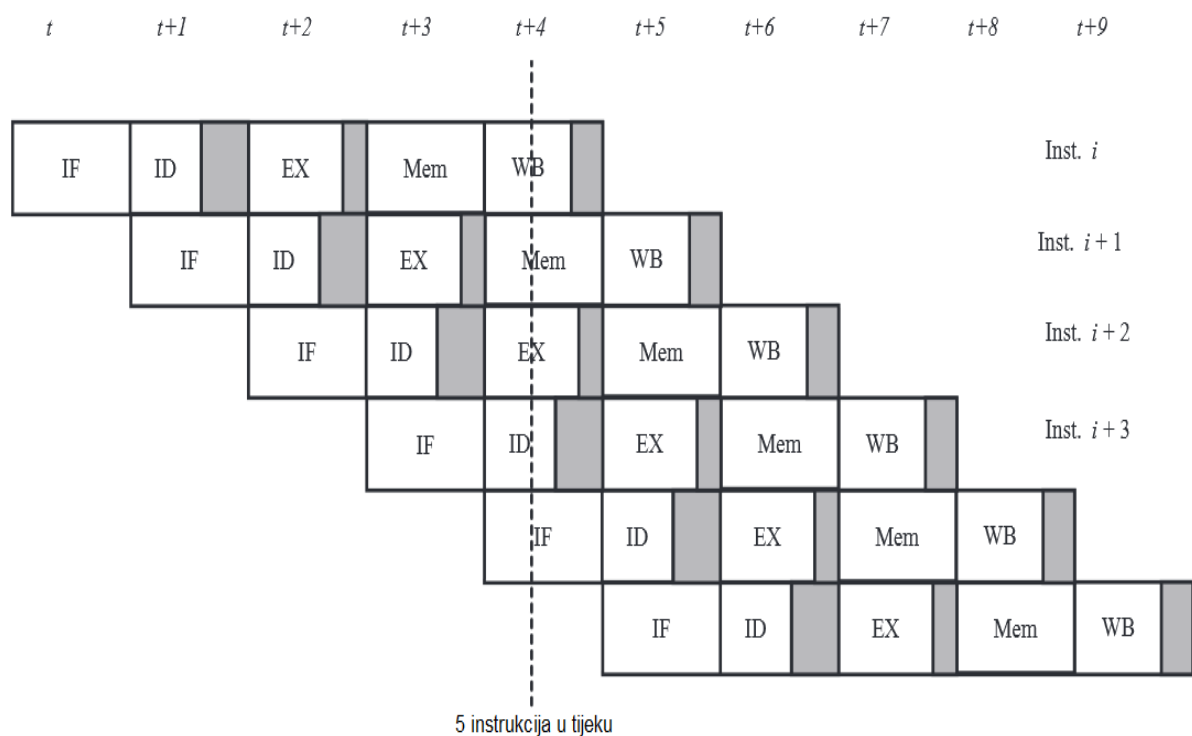 t t+1 t+2 t+3 t+4 t+5 t+6 t+7 t+8 t+9
IF ID EX Mem WB Inst. i
IF ID EX Mem WB Inst. i + 1
IF ID EX Mem WB Inst. i + 2
IF ID EX Mem WB Inst. i + 3
IF ID EX Mem WB
IF ID EX Mem WB
5 instrukcija u tijeku